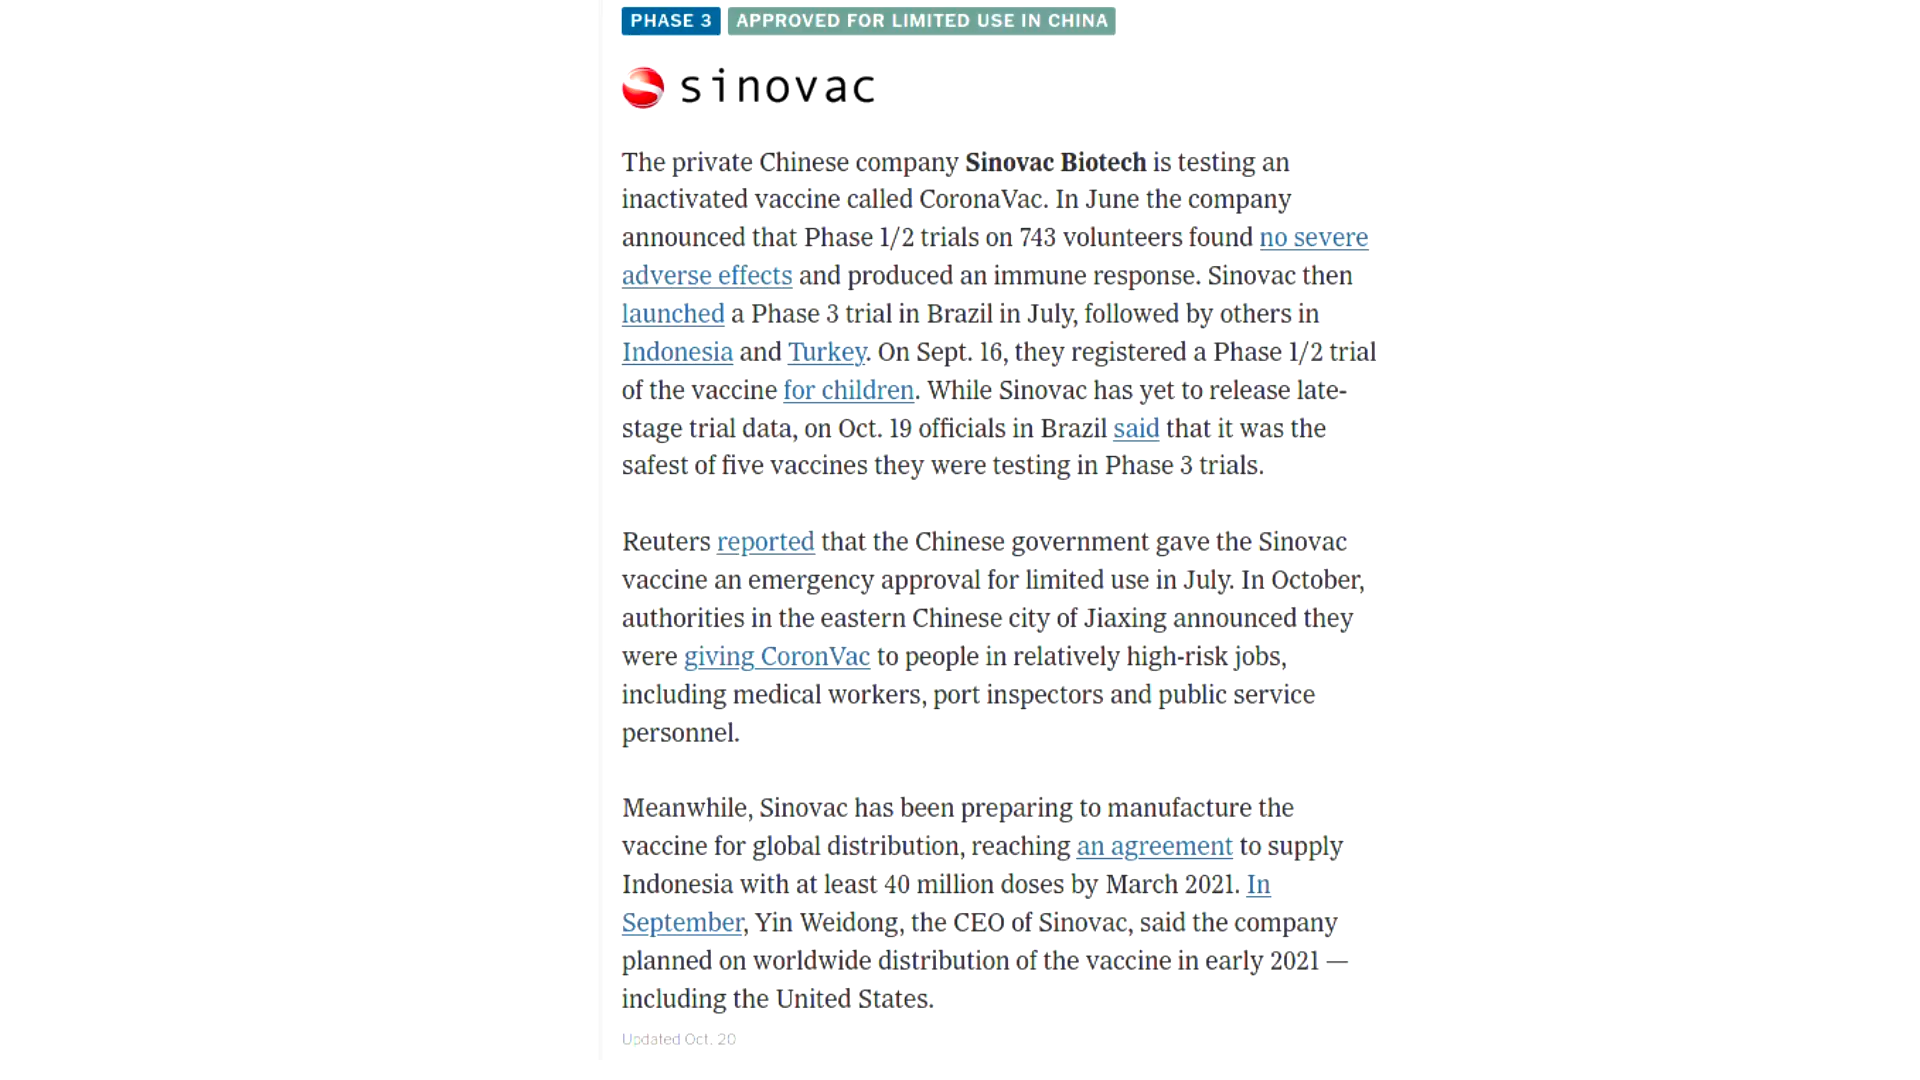 PHASE 3 APPROVED FOR LIMITED USE IN CHINA
sinovac
The private Chinese company Sinovac Biotech is testing an
inactivated vaccine called CoronaVac. In June the company
announced that Phase 1/2 trials on 743 volunteers found no severe
adverse effects and produced an immune response. Sinovac then
launched a Phase 3 trial in Brazil in July, followed by others in
Indonesia and Turkey. On Sept. 16, they registered a Phase 1/2 trial
of the vaccine for children. While Sinovac has yet to release late-
stage trial data, on Oct. 19 officials in Brazil said that it was the
safest of five vaccines they were testing in Phase 3 trials.
Reuters reported that the Chinese government gave the Sinovac
vaccine an emergency approval for limited use in July. In October,
authorities in the eastern Chinese city of Jiaxing announced they
were giving CoronVac to people in relatively high-risk jobs,
including medical workers, port inspectors and public service
personnel.
Meanwhile, Sinovac has been preparing to manufacture the
vaccine for global distribution, reaching an agreement to supply
Indonesia with at least 40 million doses by March 2021. In
September, Yin Weidong, the CEO of Sinovac, said the company
planned on worldwide distribution of the vaccine in early 2021 —
including the United States.
Updated Oct. 20